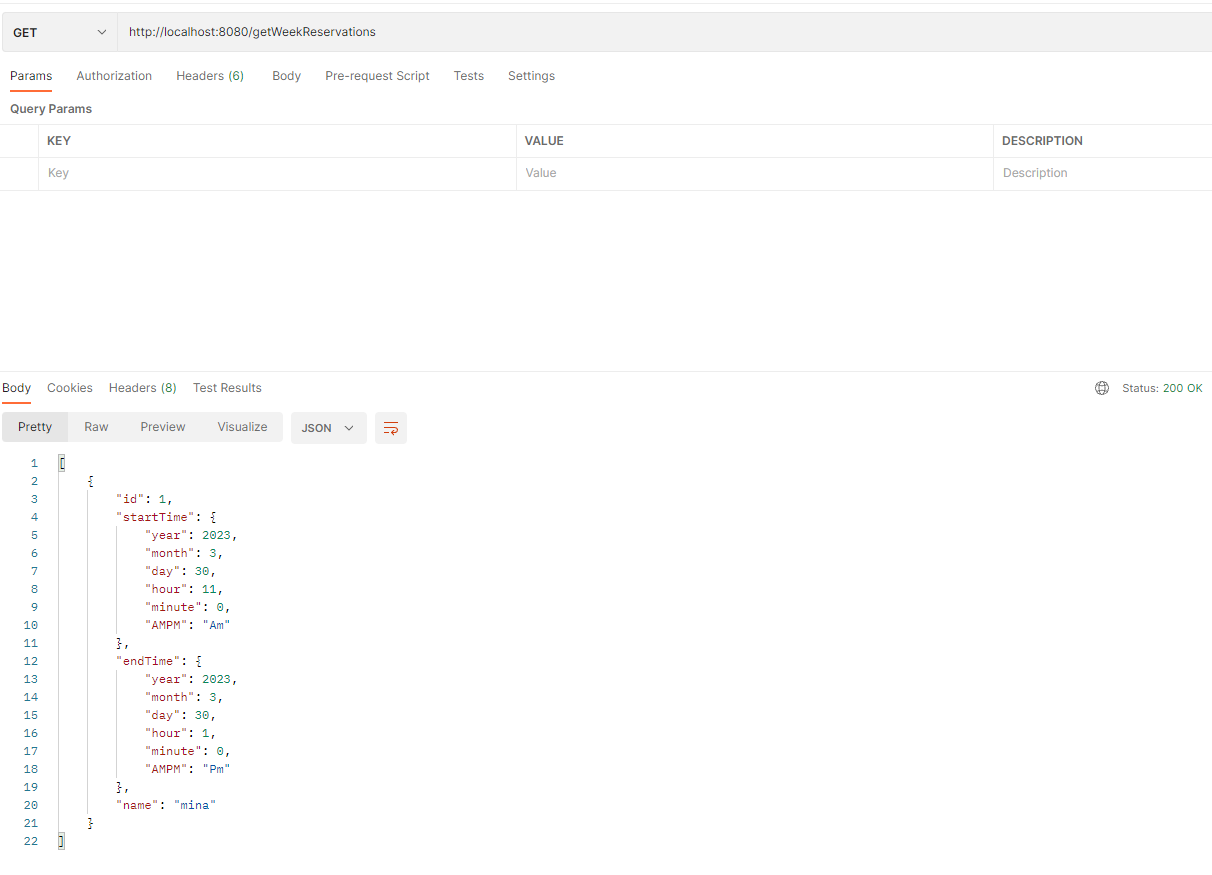 GET http://localhost:8080/getWeekReservations
Params Authorization Headers (6) Body Pre-request Script Tests Settings
Query Params
KEY VALUE DESCRIPTION
Key Value Description
Body Cookies Headers (8) Test Results Status: 200 OK
Pretty Raw Preview Visualize JSON
1 [
2 {
3 "id": 1,
4 "startTime": {
5 "year": 2023,
6 "month": 3,
7 "day": 30,
8 "hour": 11,
9 "minute": 0,
10 "AMPM": "Am"
11 },
12 "endTime": {
13 "year": 2023,
14 "month": 3,
15 "day": 30,
16 "hour": 1,
17 "minute": 0,
18 "AMPM": "Pm"
19 },
20 "name": "mina"
21 }
22 ]